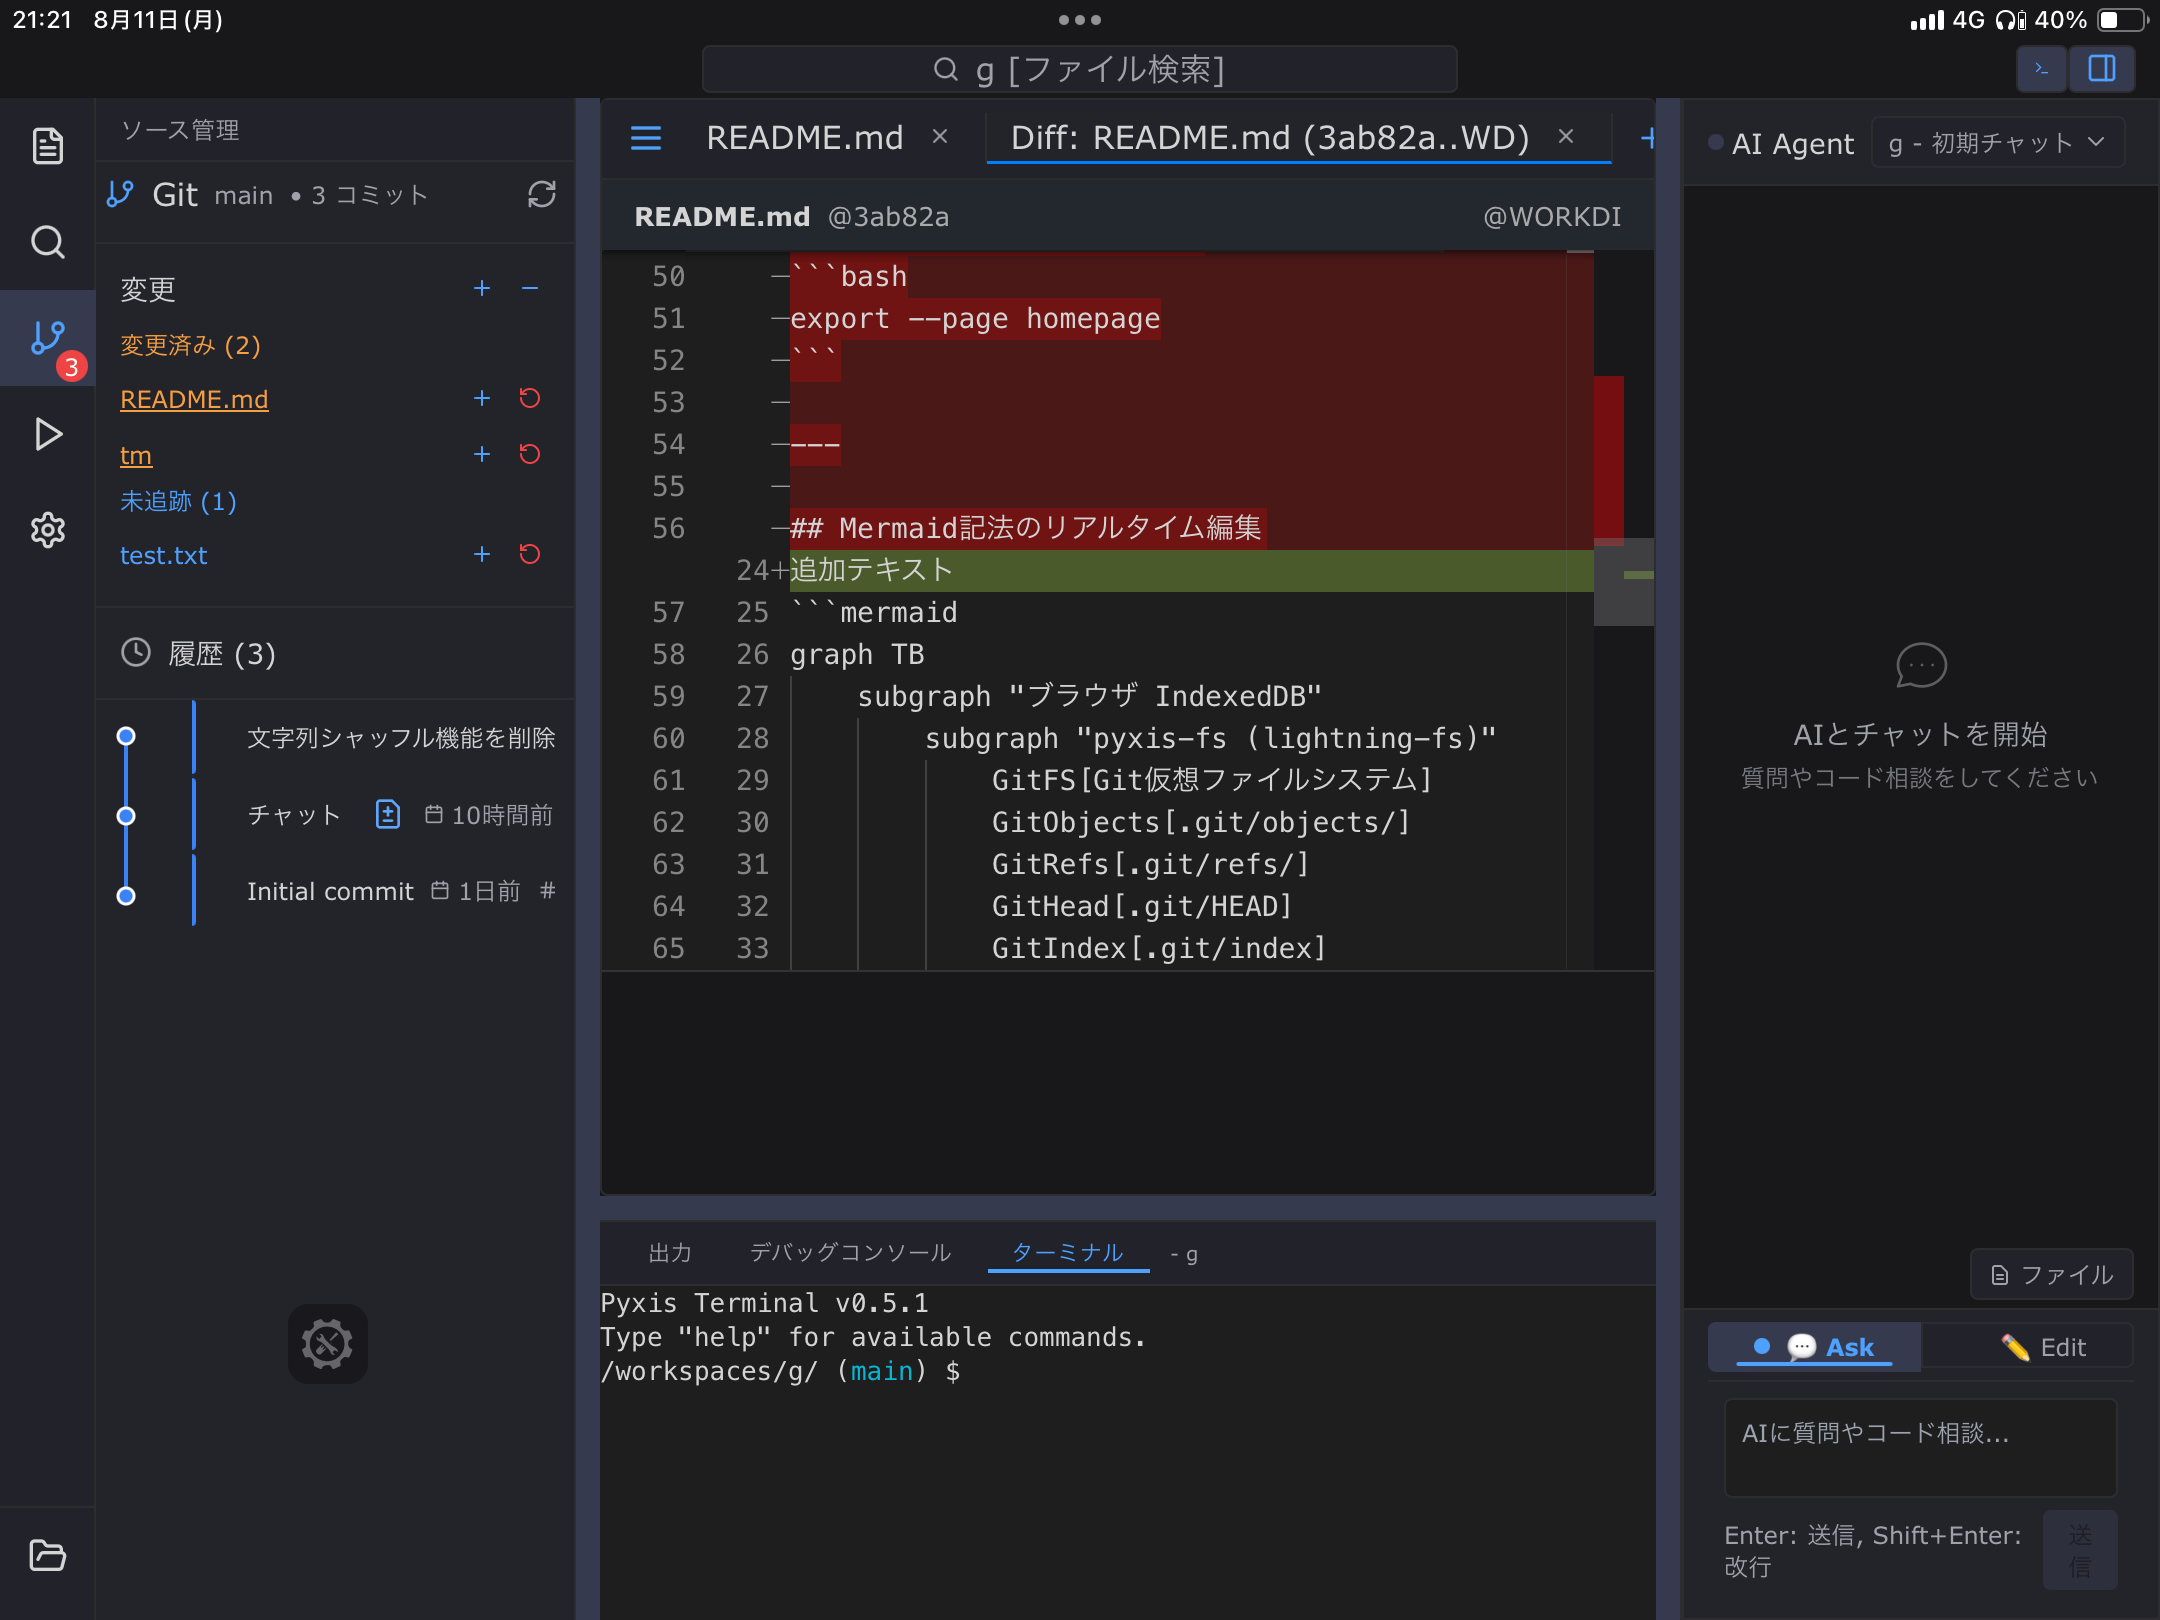 21:21 8月11日(月)
4G 40%
g [ファイル検索]
ソース管理
Git main • 3 コミット
変更
変更済み (2)
README.md
tm
未追跡 (1)
test.txt
3
履歴 (3)
文字列シャッフル機能を削除
チャット 10時間前
Initial commit 1日前 #
README.md × Diff: README.md (3ab82a..WD) × +
README.md @3ab82a @WORKDI
50 −```bash
51 −export --page homepage
52 −```
53 −
54 −---
55 −
56 −## Mermaid記法のリアルタイム編集
24+追加テキスト
57 25 ```mermaid
58 26 graph TB
59 27 subgraph "ブラウザ IndexedDB"
60 28 subgraph "pyxis-fs (lightning-fs)"
61 29 GitFS[Git仮想ファイルシステム]
62 30 GitObjects[.git/objects/]
63 31 GitRefs[.git/refs/]
64 32 GitHead[.git/HEAD]
65 33 GitIndex[.git/index]
出力 デバッグコンソール ターミナル - g
Pyxis Terminal v0.5.1
Type "help" for available commands.
/workspaces/g/ (main) $
AI Agent g - 初期チャット
AIとチャットを開始
質問やコード相談をしてください
ファイル
Ask Edit
AIに質問やコード相談...
Enter: 送信, Shift+Enter:
改行
送
信